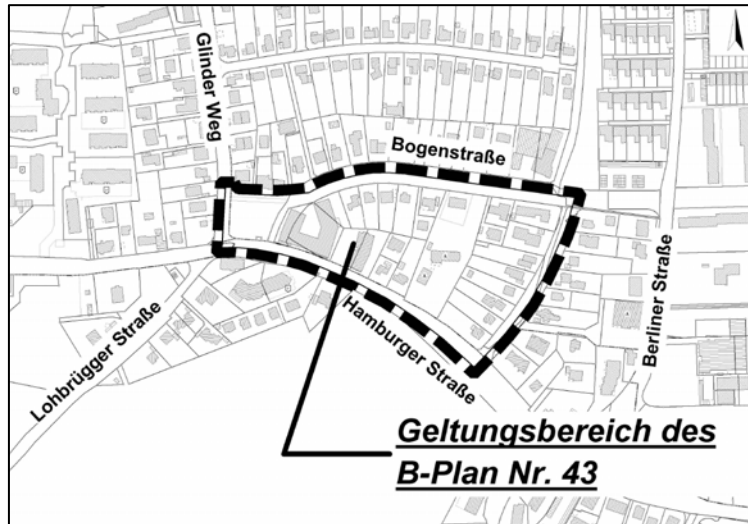 Glinder Weg
Bogenstraße
Berliner Straße
Hamburger Straße
Lohbrügger Straße
Geltungsbereich des
B-Plan Nr. 43